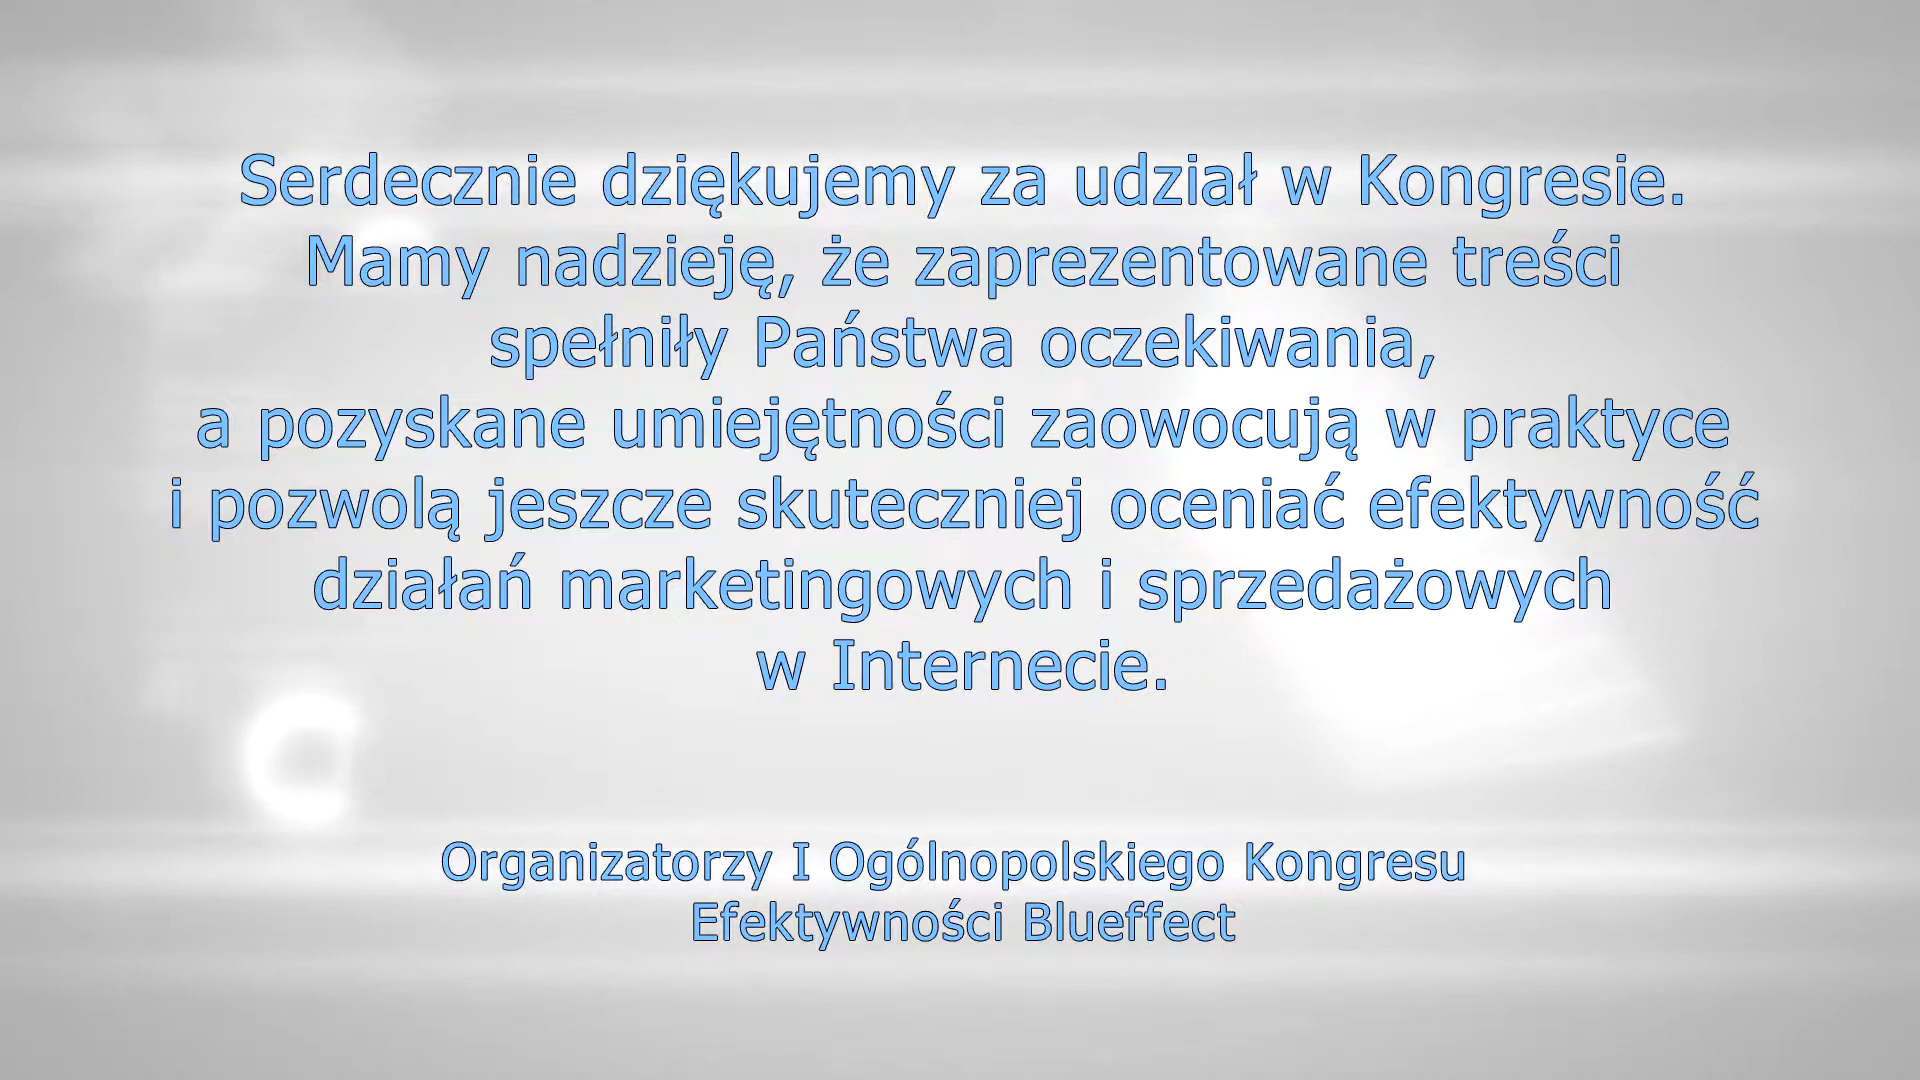 Serdecznie dziękujemy za udział w Kongresie.
Mamy nadzieję, że zaprezentowane treści
spełniły Państwa oczekiwania,
a pozyskane umiejętności zaowocują w praktyce
i pozwolą jeszcze skuteczniej oceniać efektywność
działań marketingowych i sprzedażowych
w Internecie.
Organizatorzy I Ogólnopolskiego Kongresu
Efektywności Blueffect